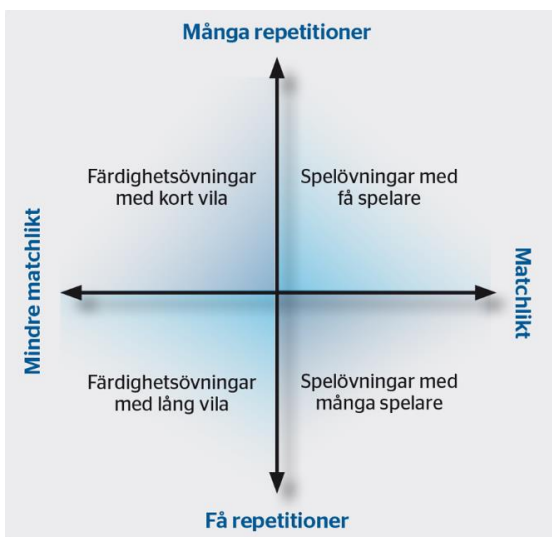 Många repetitioner
Färdighetsövningar
med kort vila
Spelövningar med
få spelare
Mindre matchlikt
Matchlikt
Färdighetsövningar
med lång vila
Spelövningar med
många spelare
Få repetitioner